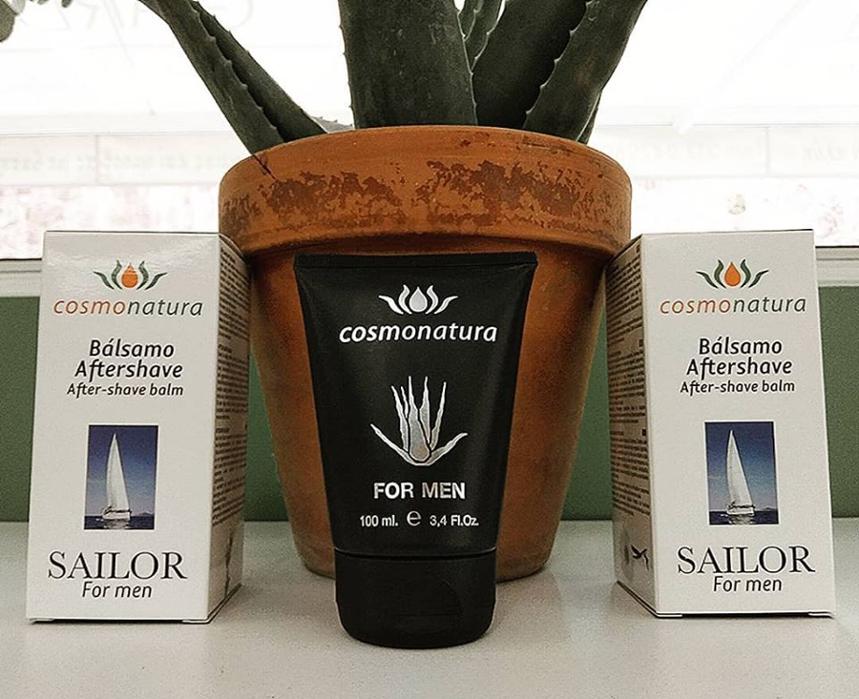 cosmonatura
Bálsamo
Aftershave
After-shave balm
SAILOR
For men
cosmonatura
FOR MEN
100 ml. e 3,4 Fl.Oz.
cosmonatura
Bálsamo
Aftershave
After-shave balm
SAILOR
For men